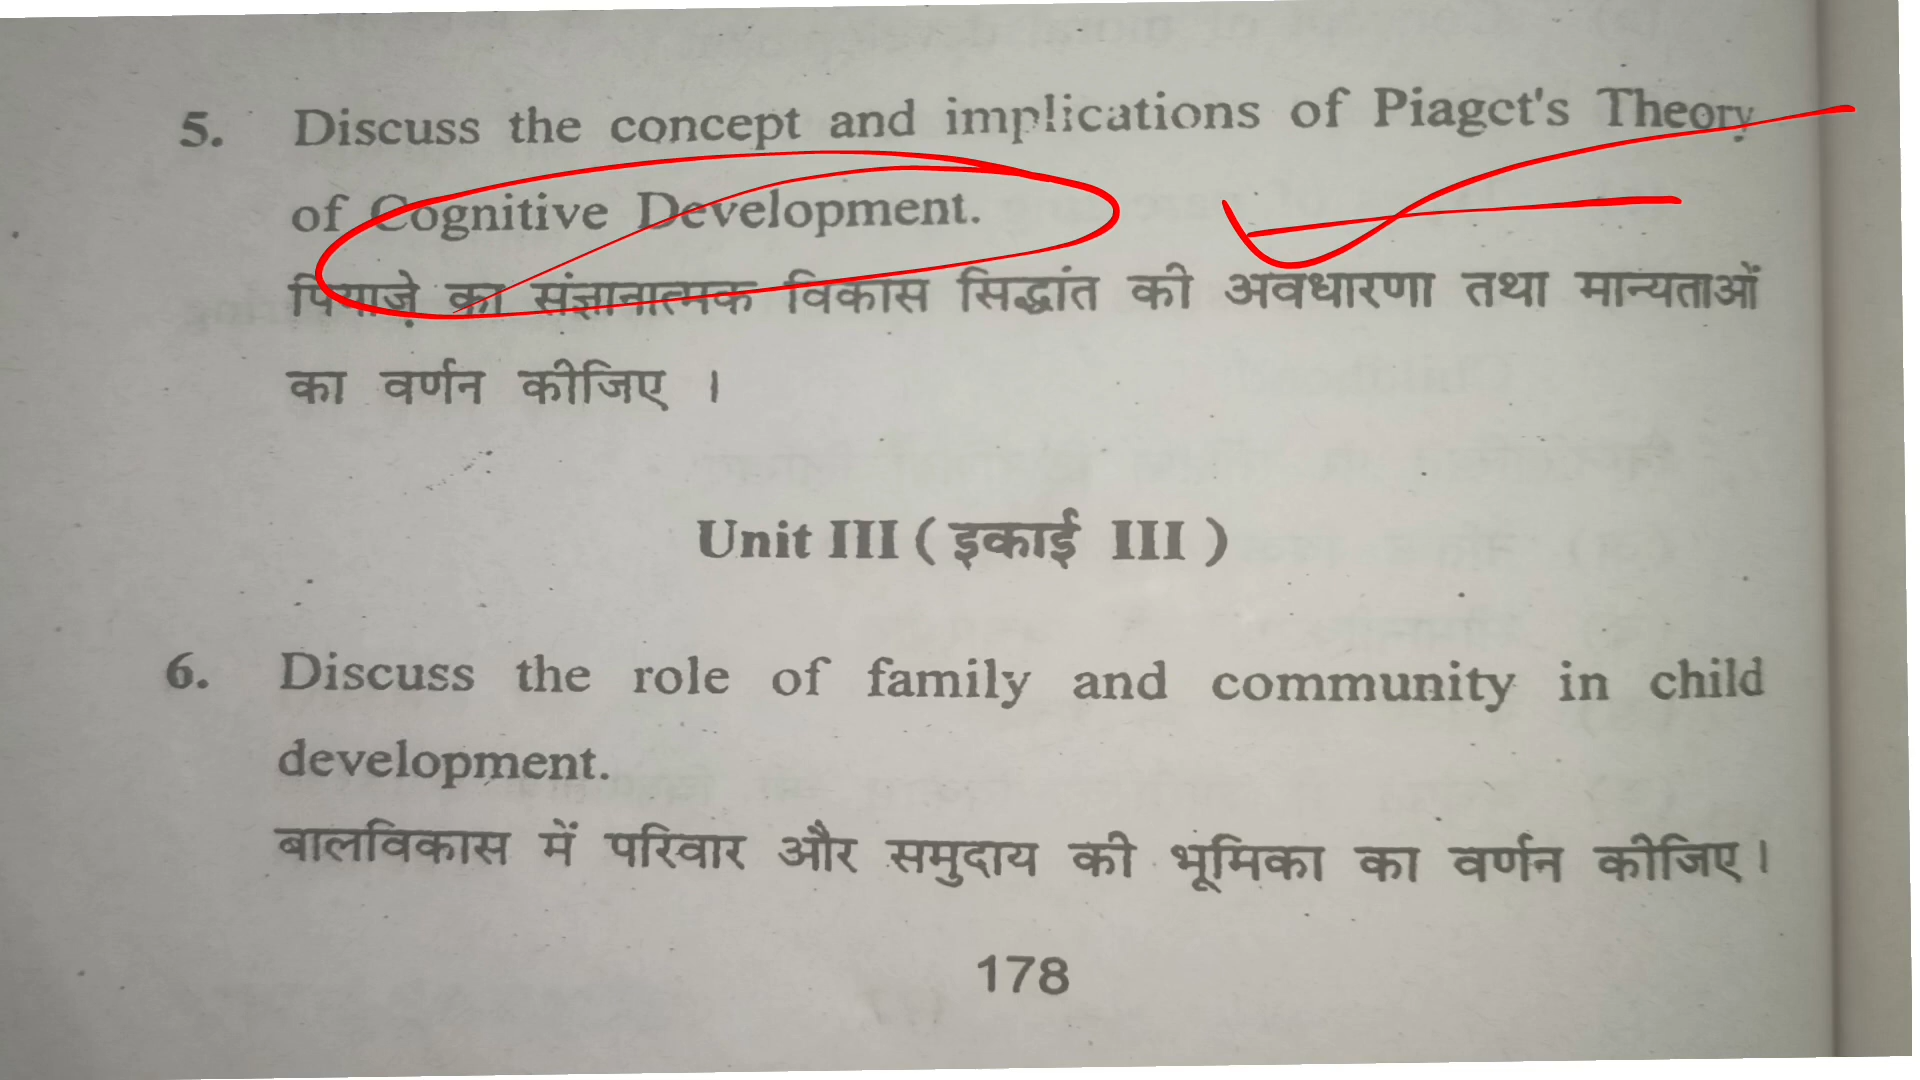 5. Discuss the concept and implications of Piaget's Theory
of Cognitive Development.
पियाज़े का संज्ञानात्मक विकास सिद्धांत की अवधारणा तथा मान्यताओं
का वर्णन कीजिए ।
Unit III ( इकाई III )
6. Discuss the role of family and community in child
development.
बालविकास में परिवार और समुदाय की भूमिका का वर्णन कीजिए ।
178